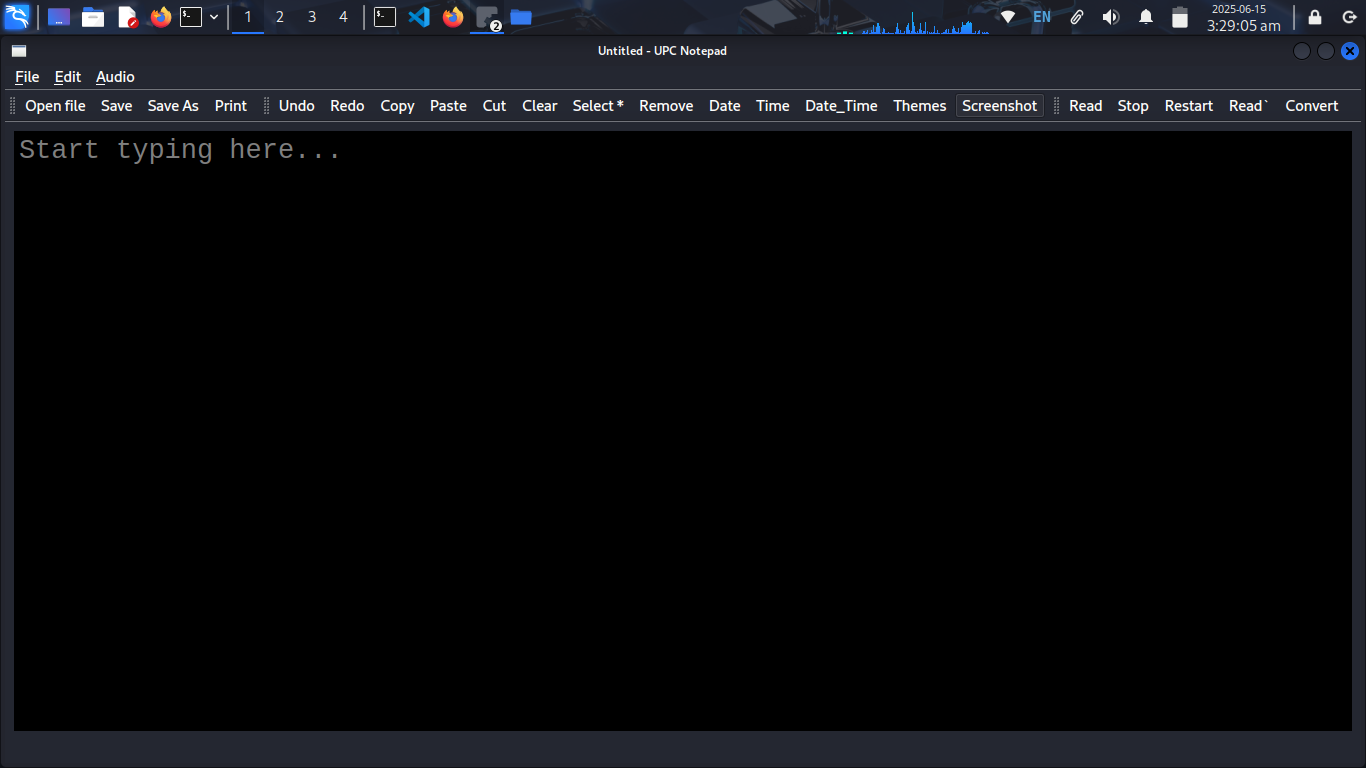 1 2 3 4 2 EN 2025-06-15
3:29:05 am
Untitled - UPC Notepad
File Edit Audio
Open file Save Save As Print Undo Redo Copy Paste Cut Clear Select * Remove Date Time Date_Time Themes Screenshot Read Stop Restart Read` Convert
Start typing here...